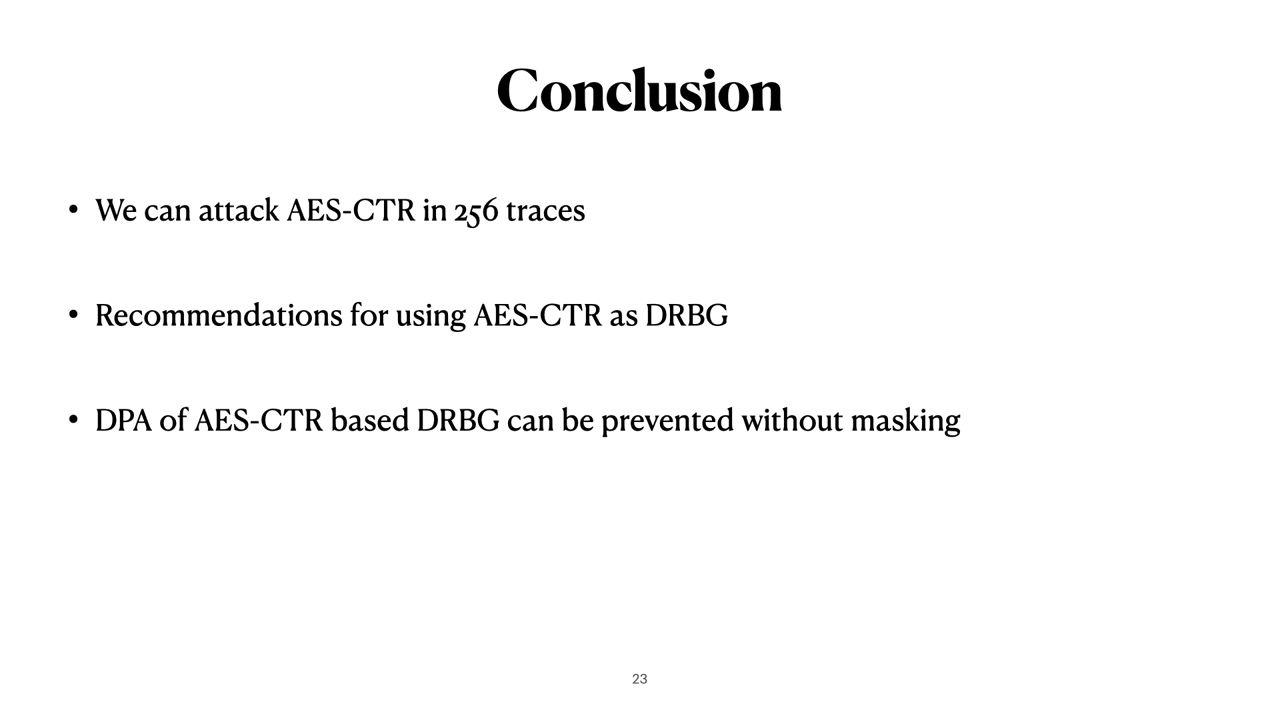 Conclusion
• We can attack AES-CTR in 256 traces
• Recommendations for using AES-CTR as DRBG
• DPA of AES-CTR based DRBG can be prevented without masking
23